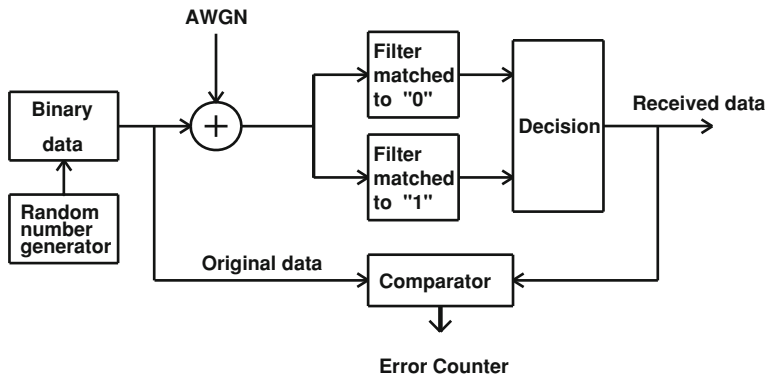 AWGN
Filter
matched
to "0"
Binary
data
+
Decision
Received data
Filter
matched
to "1"
Random
number
generator
Original data
Comparator
Error Counter